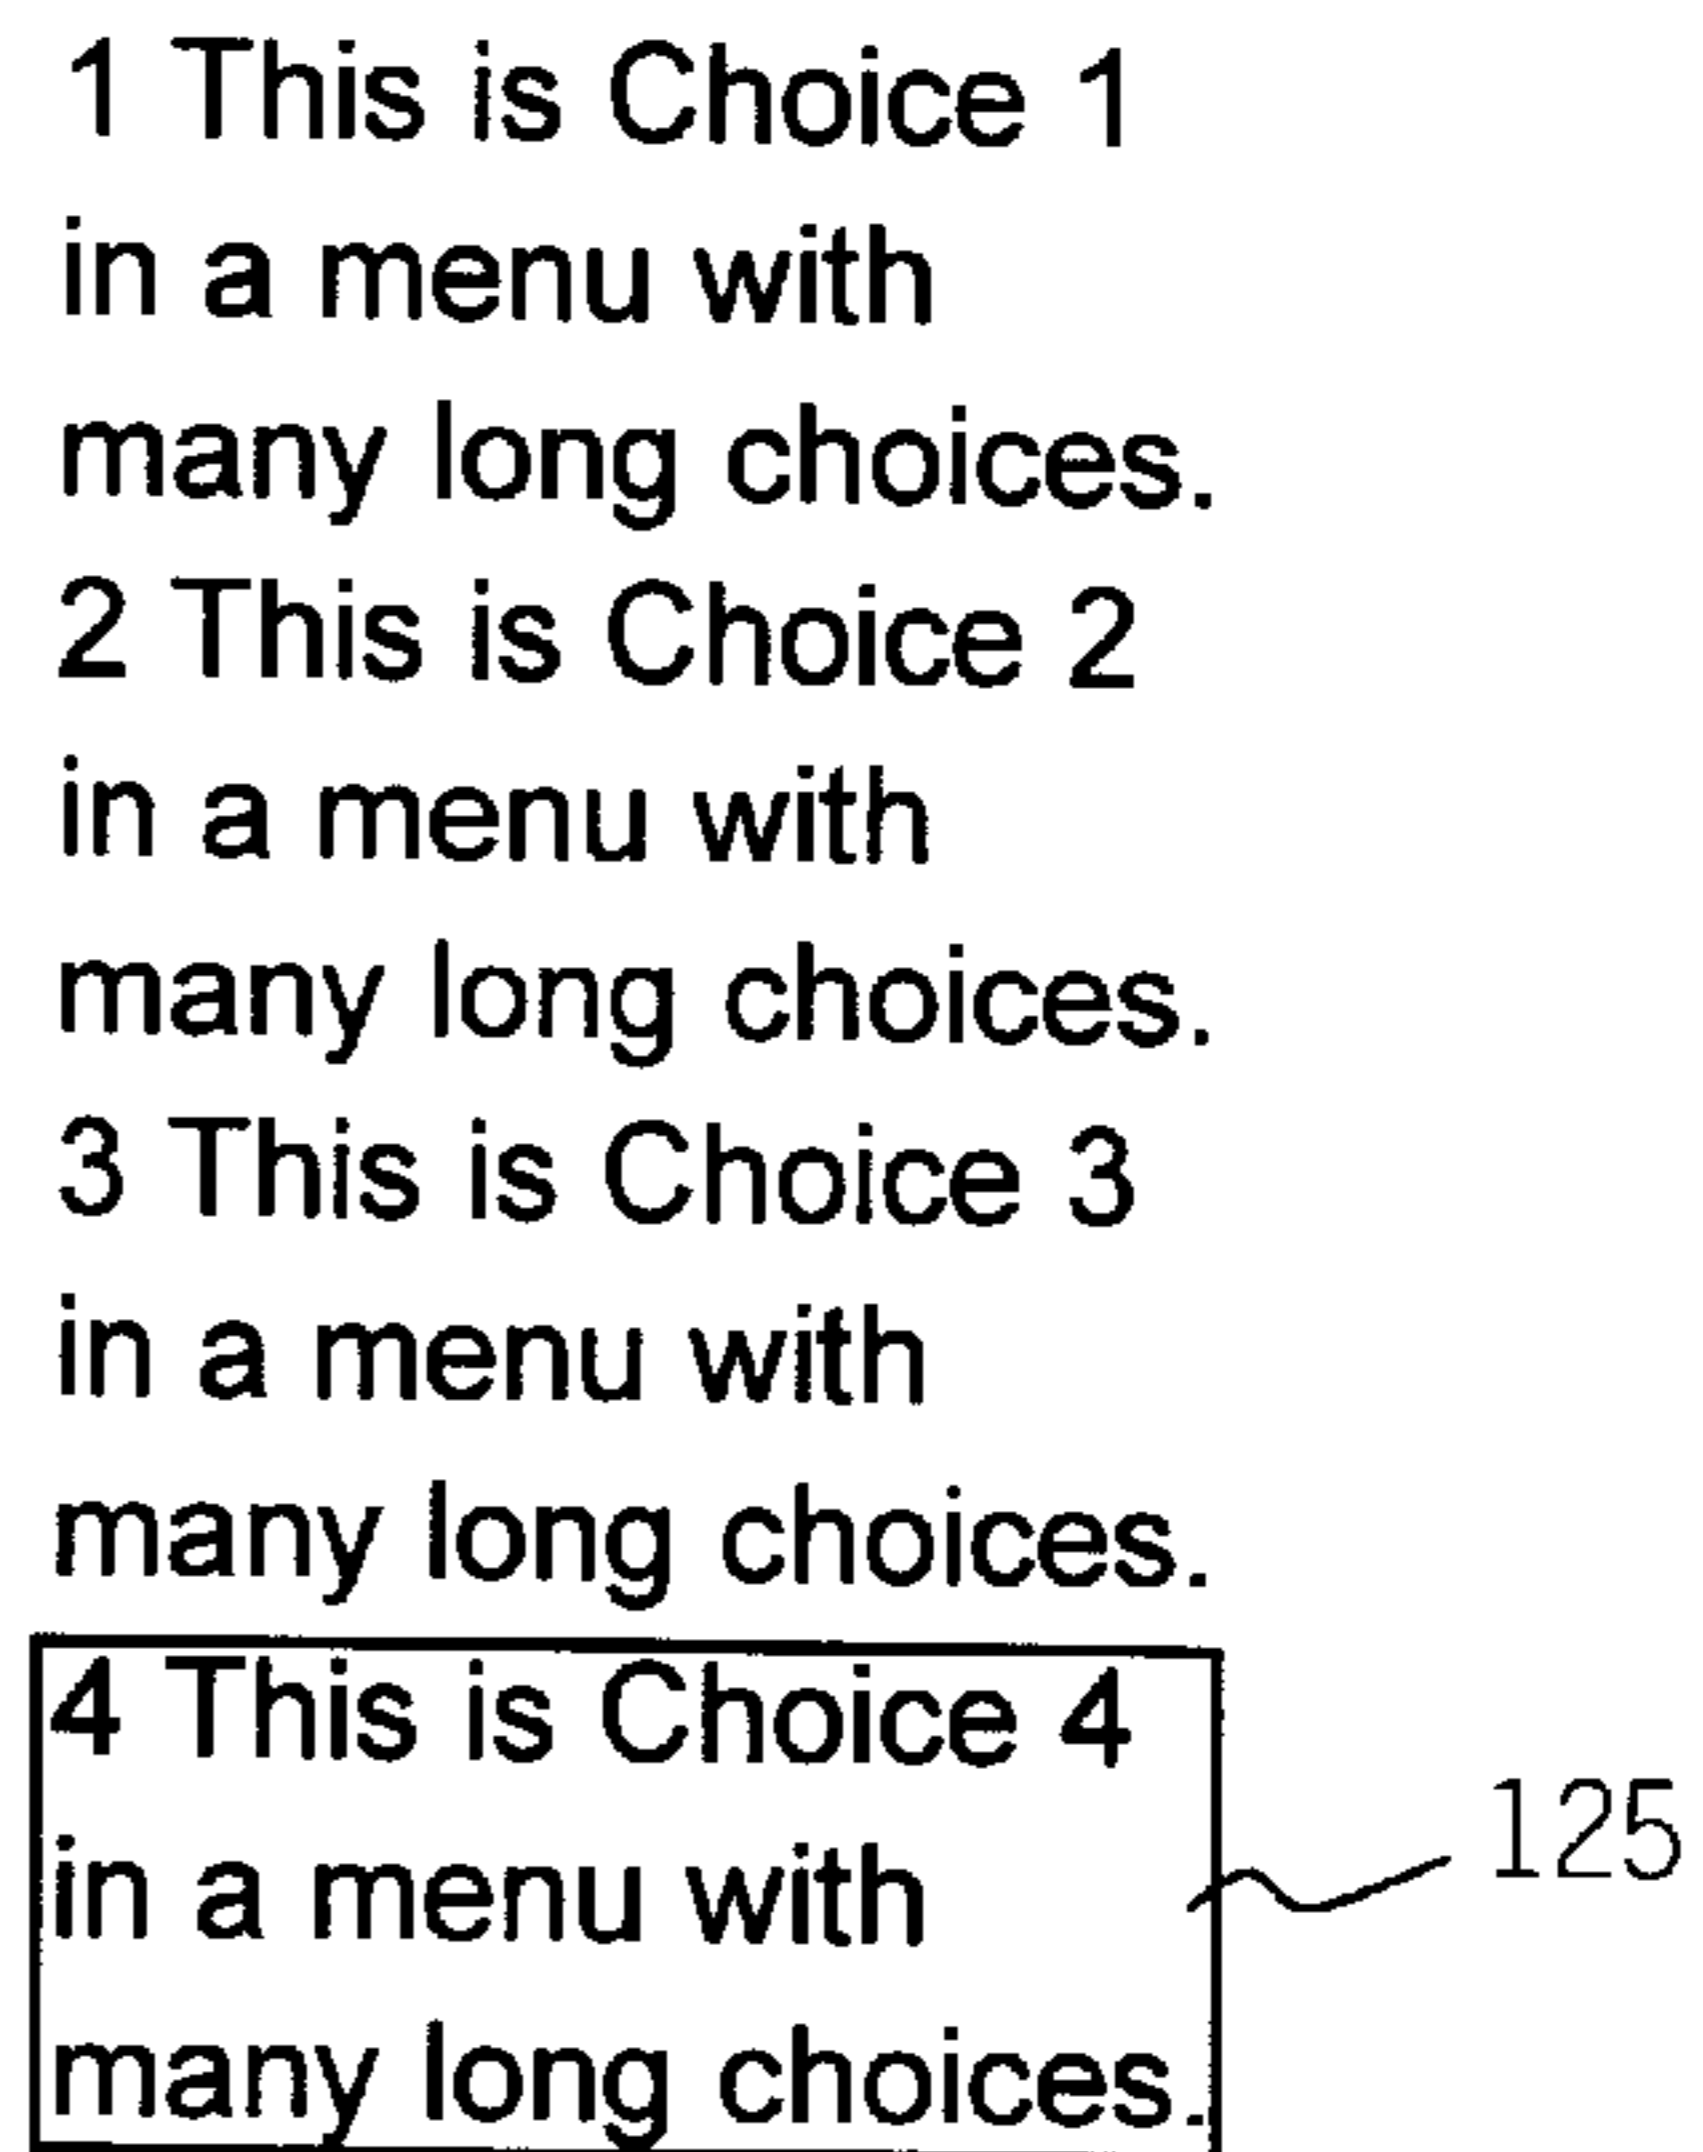 1 This is Choice 1
in a menu with
many long choices.
2 This is Choice 2
in a menu with
many long choices.
3 This is Choice 3
in a menu with
many long choices.
4 This is Choice 4
in a menu with
many long choices.
125